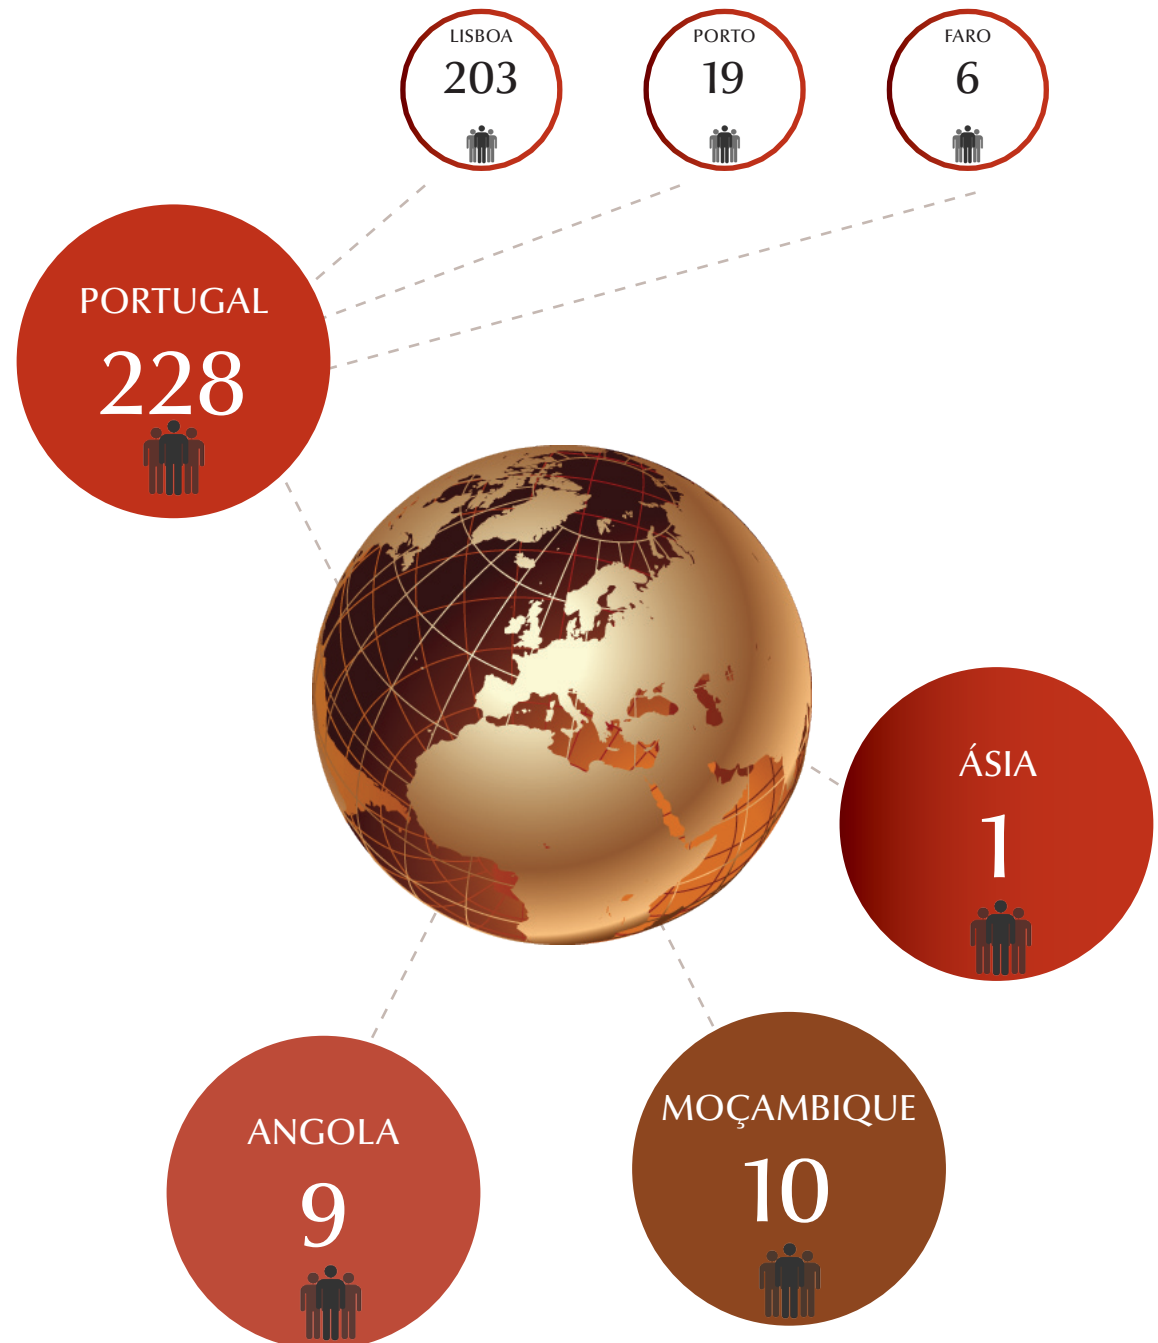 LISBOA
203
PORTO
19
FARO
6
PORTUGAL
228
ÁSIA
1
ANGOLA
9
MOÇAMBIQUE
10